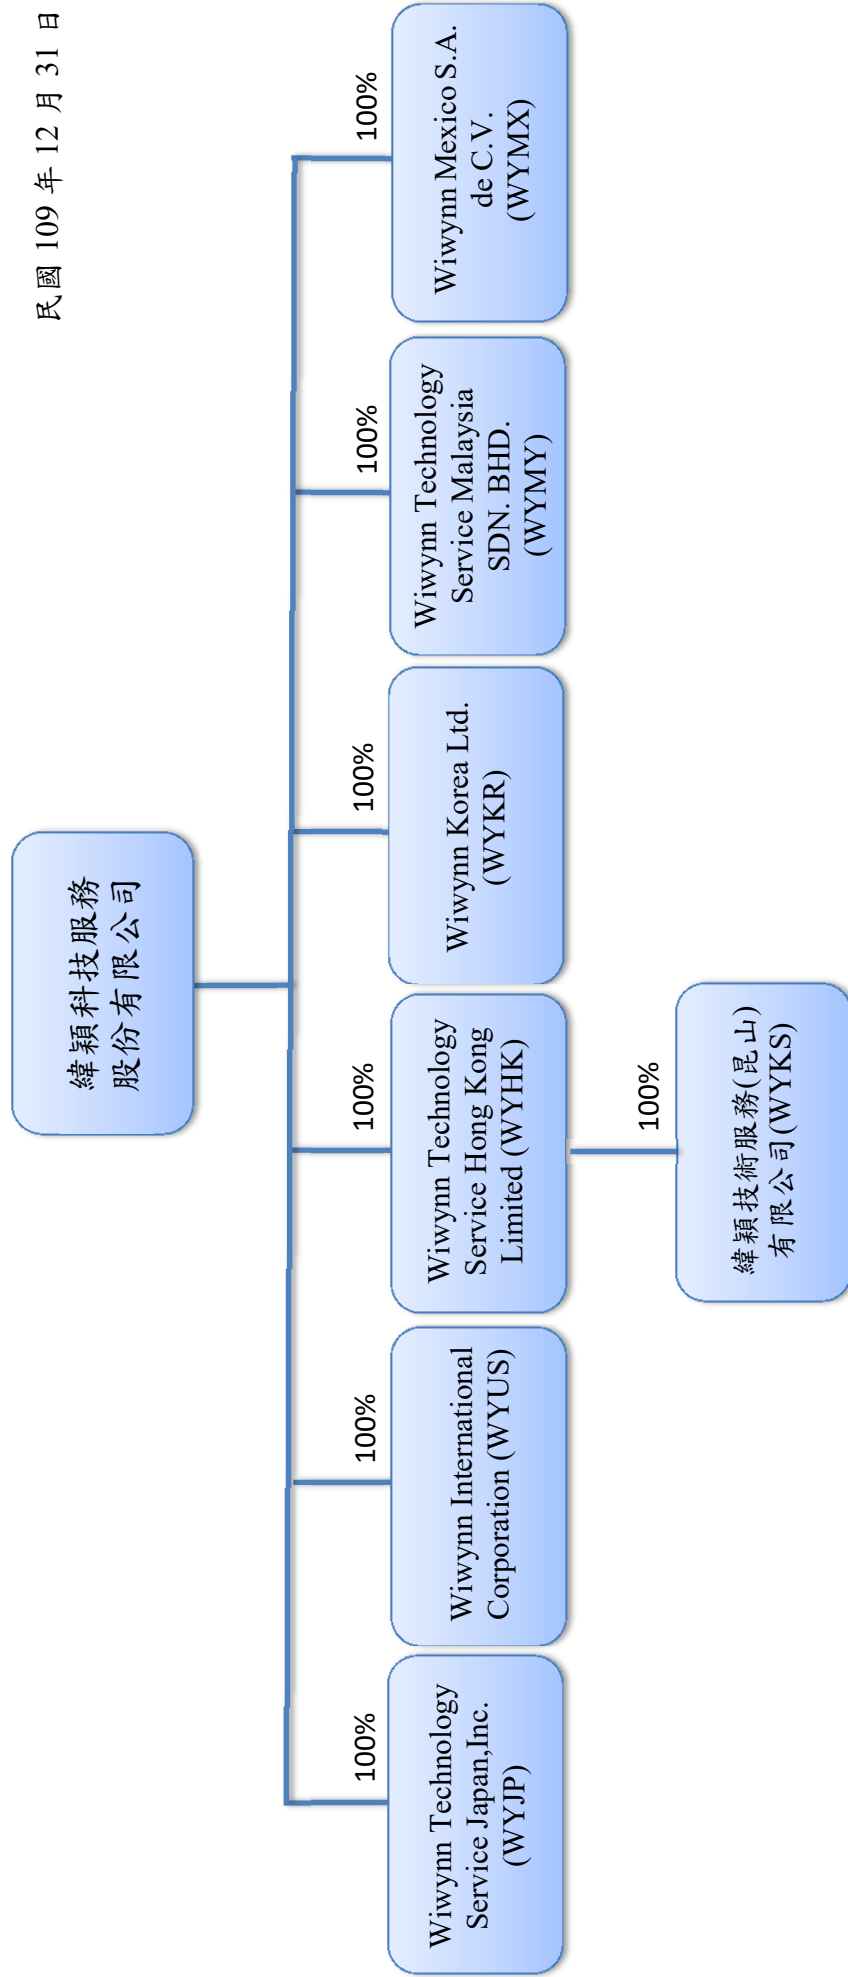 民國 109 年 12 月 31 日
緯穎科技服務
股份有限公司
100%
Wiwynn Technology
Service Japan,Inc.
(WYJP)
100%
Wiwynn International
Corporation (WYUS)
100%
Wiwynn Technology
Service Hong Kong
Limited (WYHK)
100%
Wiwynn Korea Ltd.
(WYKR)
100%
Wiwynn Technology
Service Malaysia
SDN. BHD.
(WYMY)
100%
Wiwynn Mexico S.A.
de C.V.
(WYMX)
100%
緯穎技術服務(昆山)
有限公司(WYKS)